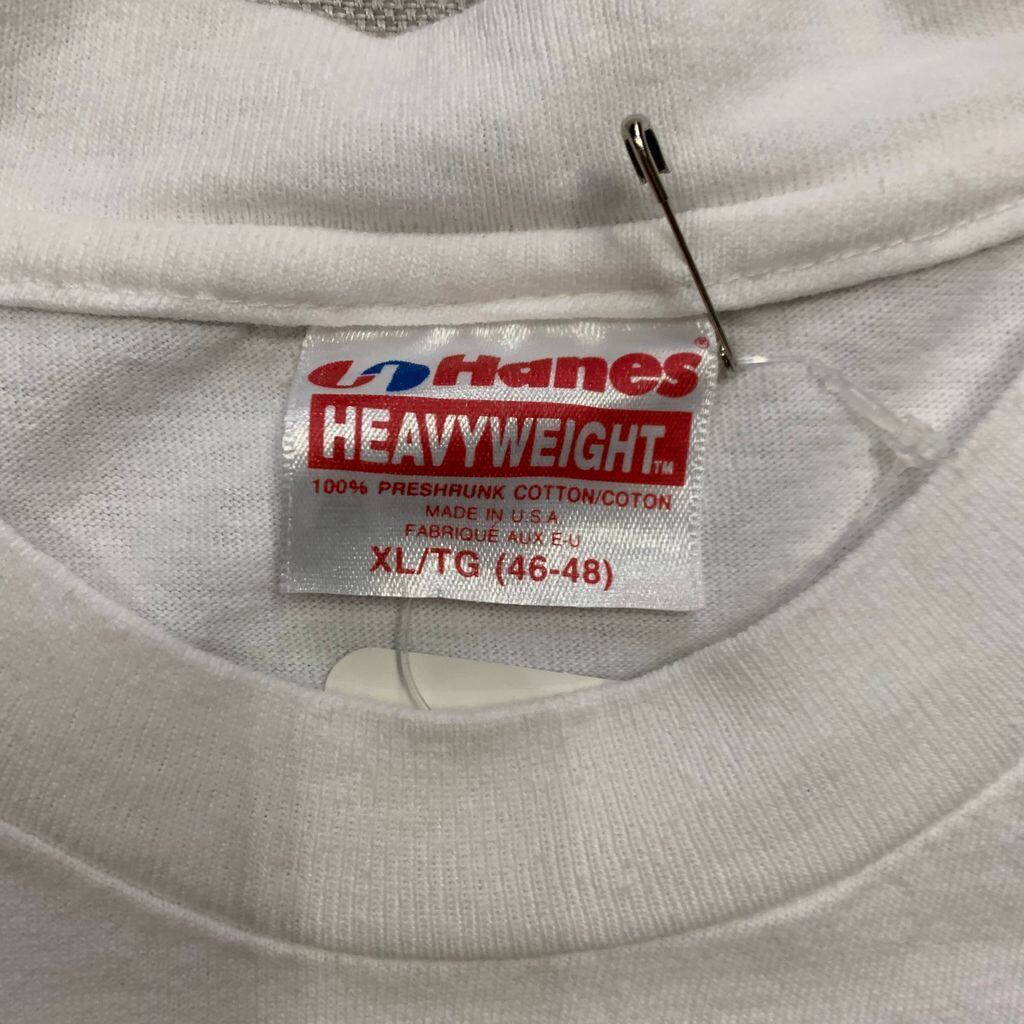 Hanes®
HEAVYWEIGHT™
100% PRESHRUNK COTTON/COTON
MADE IN U.S.A.
FABRIQUÉ AUX E-U
XL/TG (46-48)